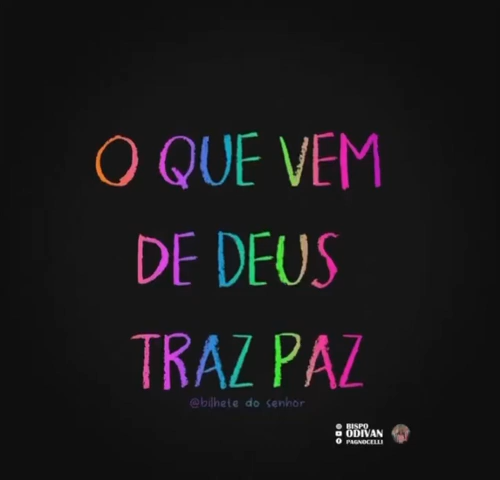 O QUE VEM
DE DEUS
TRAZ PAZ
@bilhete do senhor
BISPO
ODIVAN
PAGNOCELLI